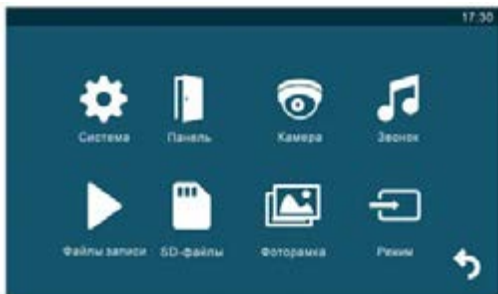 17:30
Система Панель Камера Звонок
Файлы записи SD-файлы Фоторамка Режим